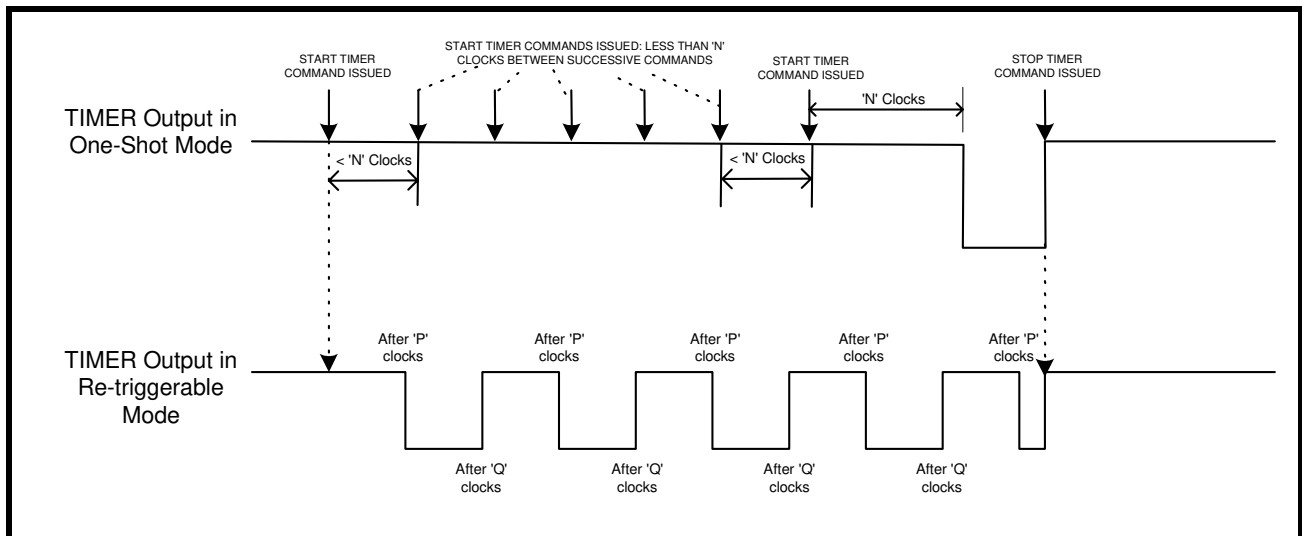 START TIMER
COMMAND ISSUED
START TIMER COMMANDS ISSUED: LESS THAN 'N'
CLOCKS BETWEEN SUCCESSIVE COMMANDS
START TIMER
COMMAND ISSUED
STOP TIMER
COMMAND ISSUED
'N' Clocks
TIMER Output in
One-Shot Mode
< 'N' Clocks
< 'N' Clocks
TIMER Output in
Re-triggerable
Mode
After 'P'
clocks
After 'P'
clocks
After 'P'
clocks
After 'P'
clocks
After 'P'
clocks
After 'Q'
clocks
After 'Q'
clocks
After 'Q'
clocks
After 'Q'
clocks